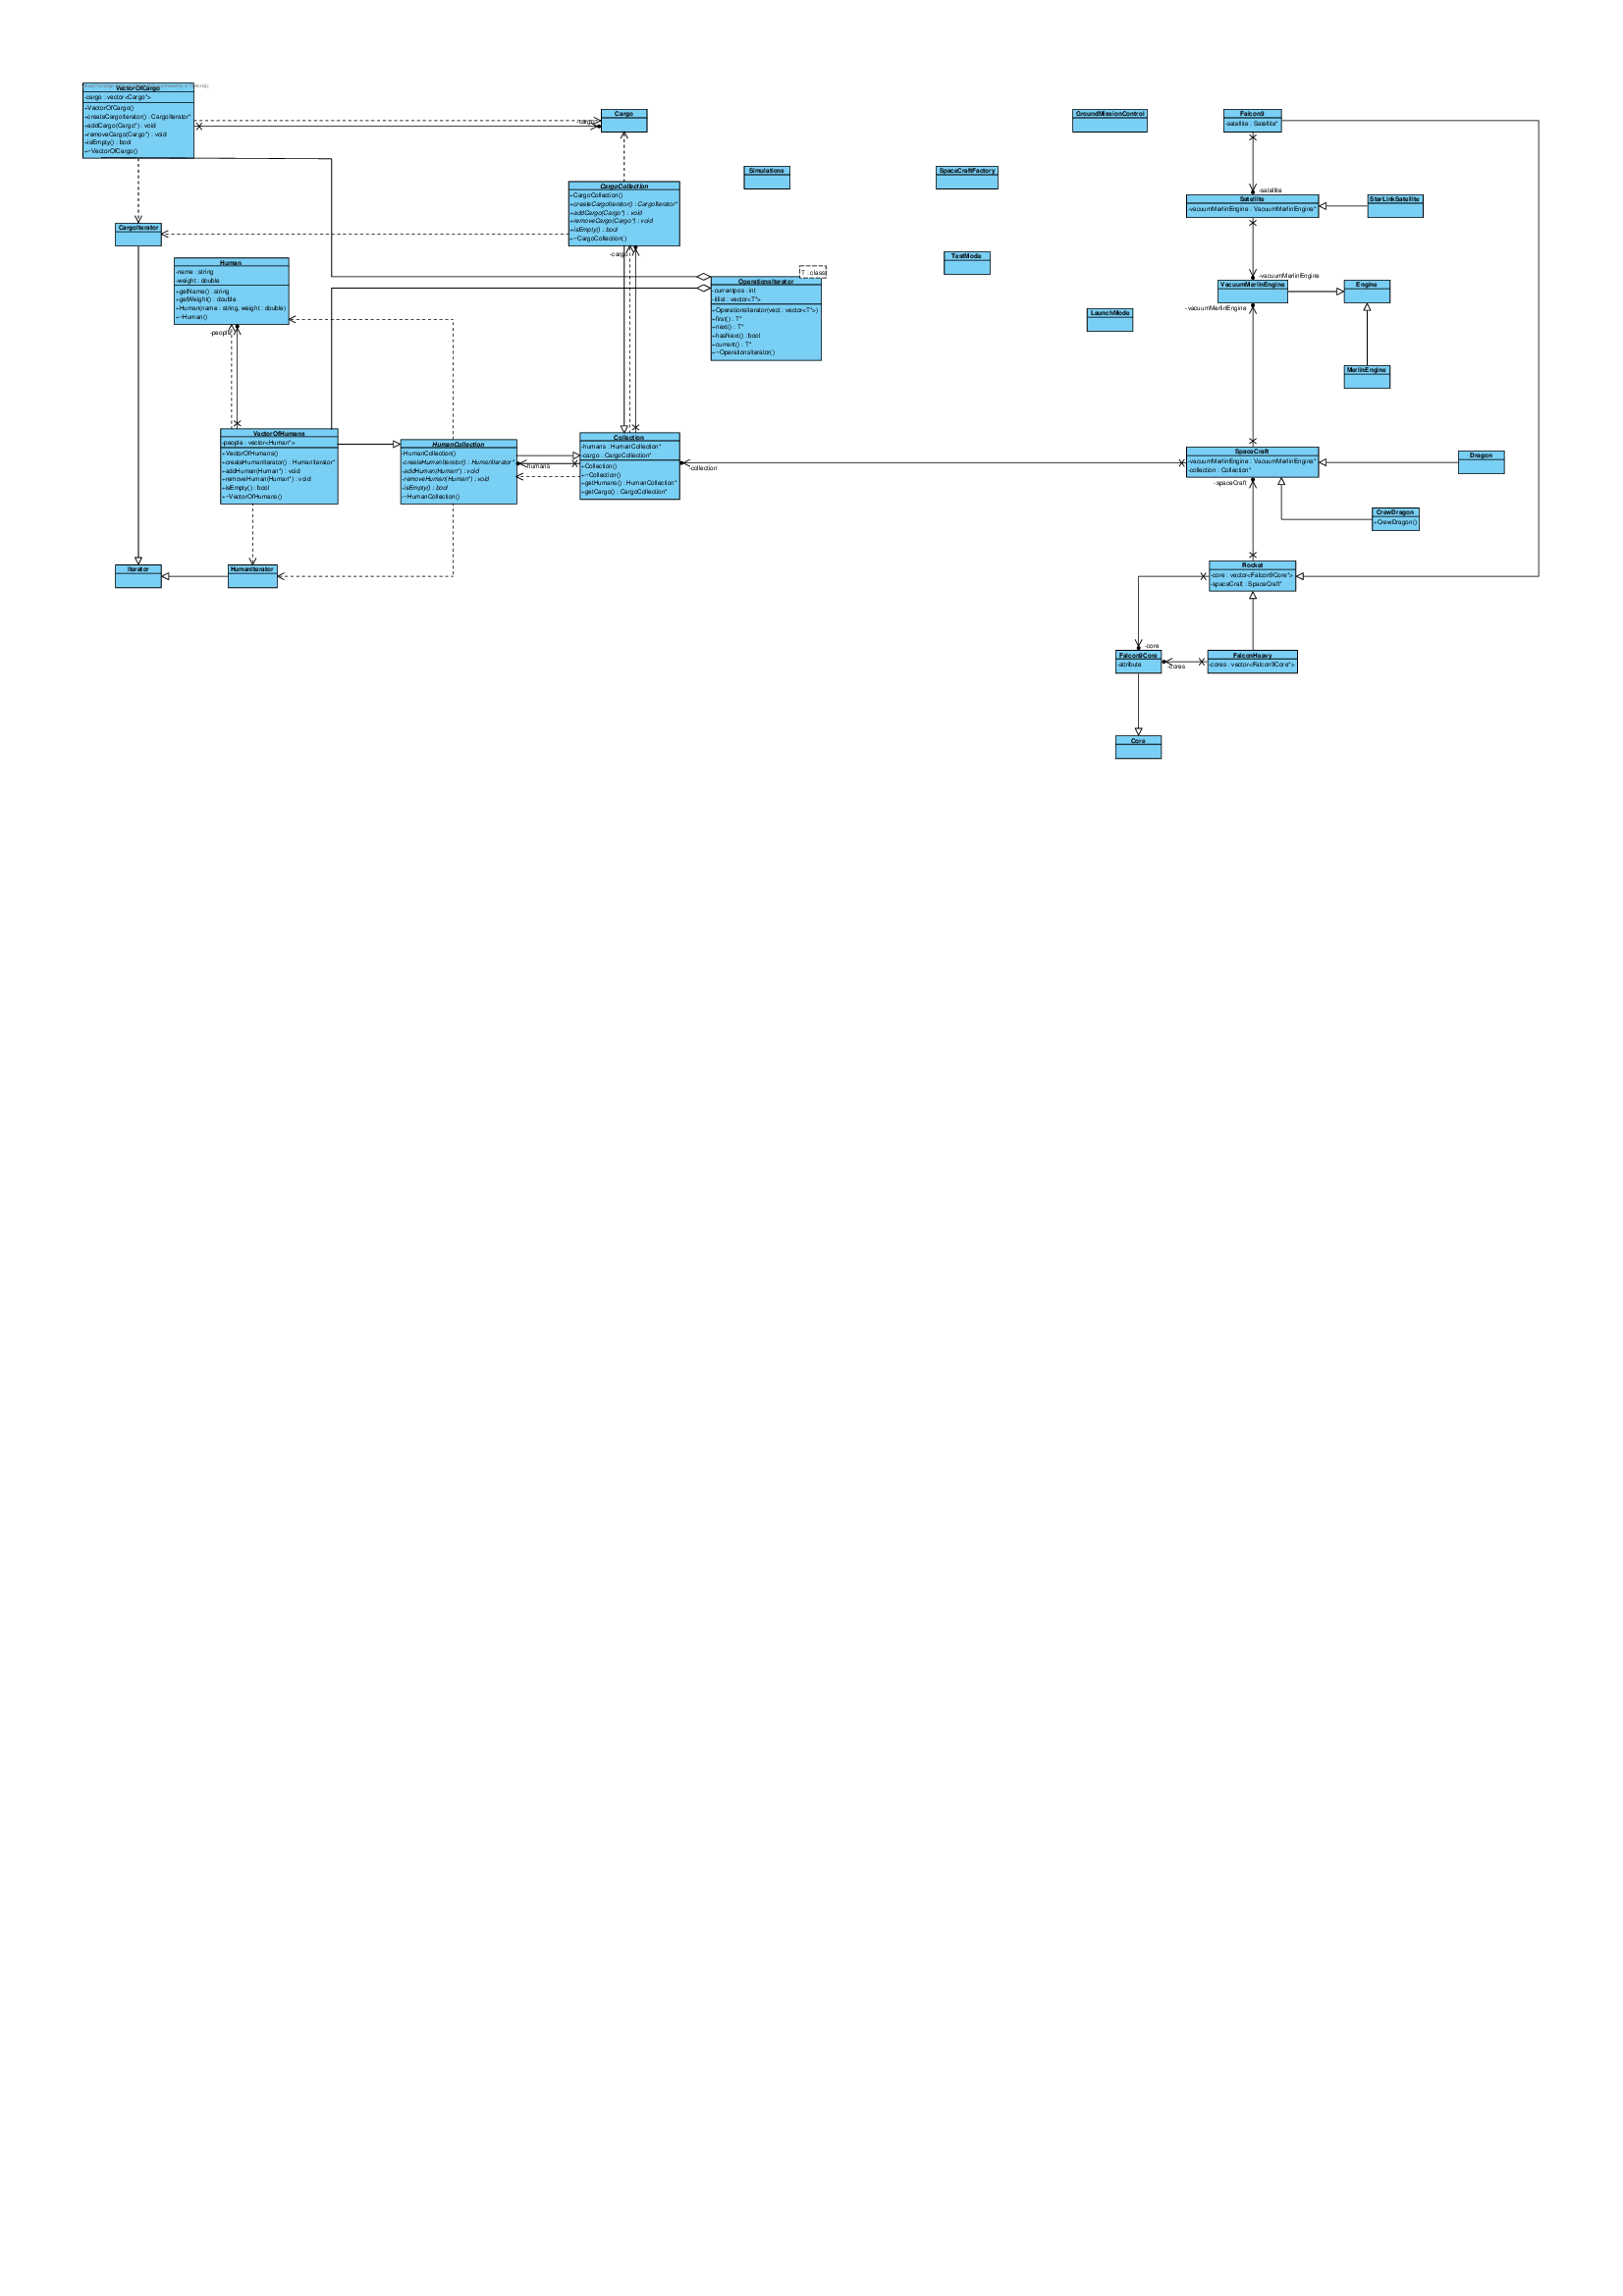 VectorOfCargo
-cargo : vector<Cargo*>
+VectorOfCargo()
+createCargoIterator() : CargoIterator*
+addCargo(Cargo*) : void
+removeCargo(Cargo*) : void
+isEmpty() : bool
+~VectorOfCargo()
Cargo
-cargo
GroundMissionControl
Falcon9
-satellite : Satellite*
Simulations
SpaceCraftFactory
CargoCollection
+CargoCollection()
+createCargoIterator() : CargoIterator*
+addCargo(Cargo*) : void
+removeCargo(Cargo*) : void
+isEmpty() : bool
+~CargoCollection()
-satellite
Satellite
-vacuumMerlinEngine : VacuumMerlinEngine*
StarLinkSatellite
CargoIterator
-cargo
TestMode
Human
-name : string
-weight : double
+getName() : string
+getWeight() : double
+Human(name : string, weight : double)
+~Human()
-people
T : class
OperationsIterator
-currentpos : int
-itlist : vector<T*>
+OperationsIterator(vect : vector<T*>)
+first() : T*
+next() : T*
+hasNext() : bool
+current() : T*
+~OperationsIterator()
-vacuumMerlinEngine
VacuumMerlinEngine
Engine
-vacuumMerlinEngine
LaunchMode
MerlinEngine
VectorOfHumans
-people : vector<Human*>
+VectorOfHumans()
+createHumanIterator() : HumanIterator*
+addHuman(Human*) : void
+removeHuman(Human*) : void
+isEmpty() : bool
+~VectorOfHumans()
HumanCollection
-HumanCollection()
-createHumanIterator() : HumanIterator*
-addHuman(Human*) : void
-removeHuman(Human*) : void
-isEmpty() : bool
-~HumanCollection()
-humans
Collection
-humans : HumanCollection*
-cargo : CargoCollection*
+Collection()
+~Collection()
+getHumans() : HumanCollection*
+getCargo() : CargoCollection*
-collection
SpaceCraft
-vacuumMerlinEngine : VacuumMerlinEngine*
-collection : Collection*
-spaceCraft
Dragon
CrewDragon
+CrewDragon()
Iterator
HumanIterator
Rocket
-core : vector<Falcon9Core*>
-spaceCraft : SpaceCraft*
-core
Falcon9Core
-attribute
-cores
FalconHeavy
-cores : vector<Falcon9Core*>
Core